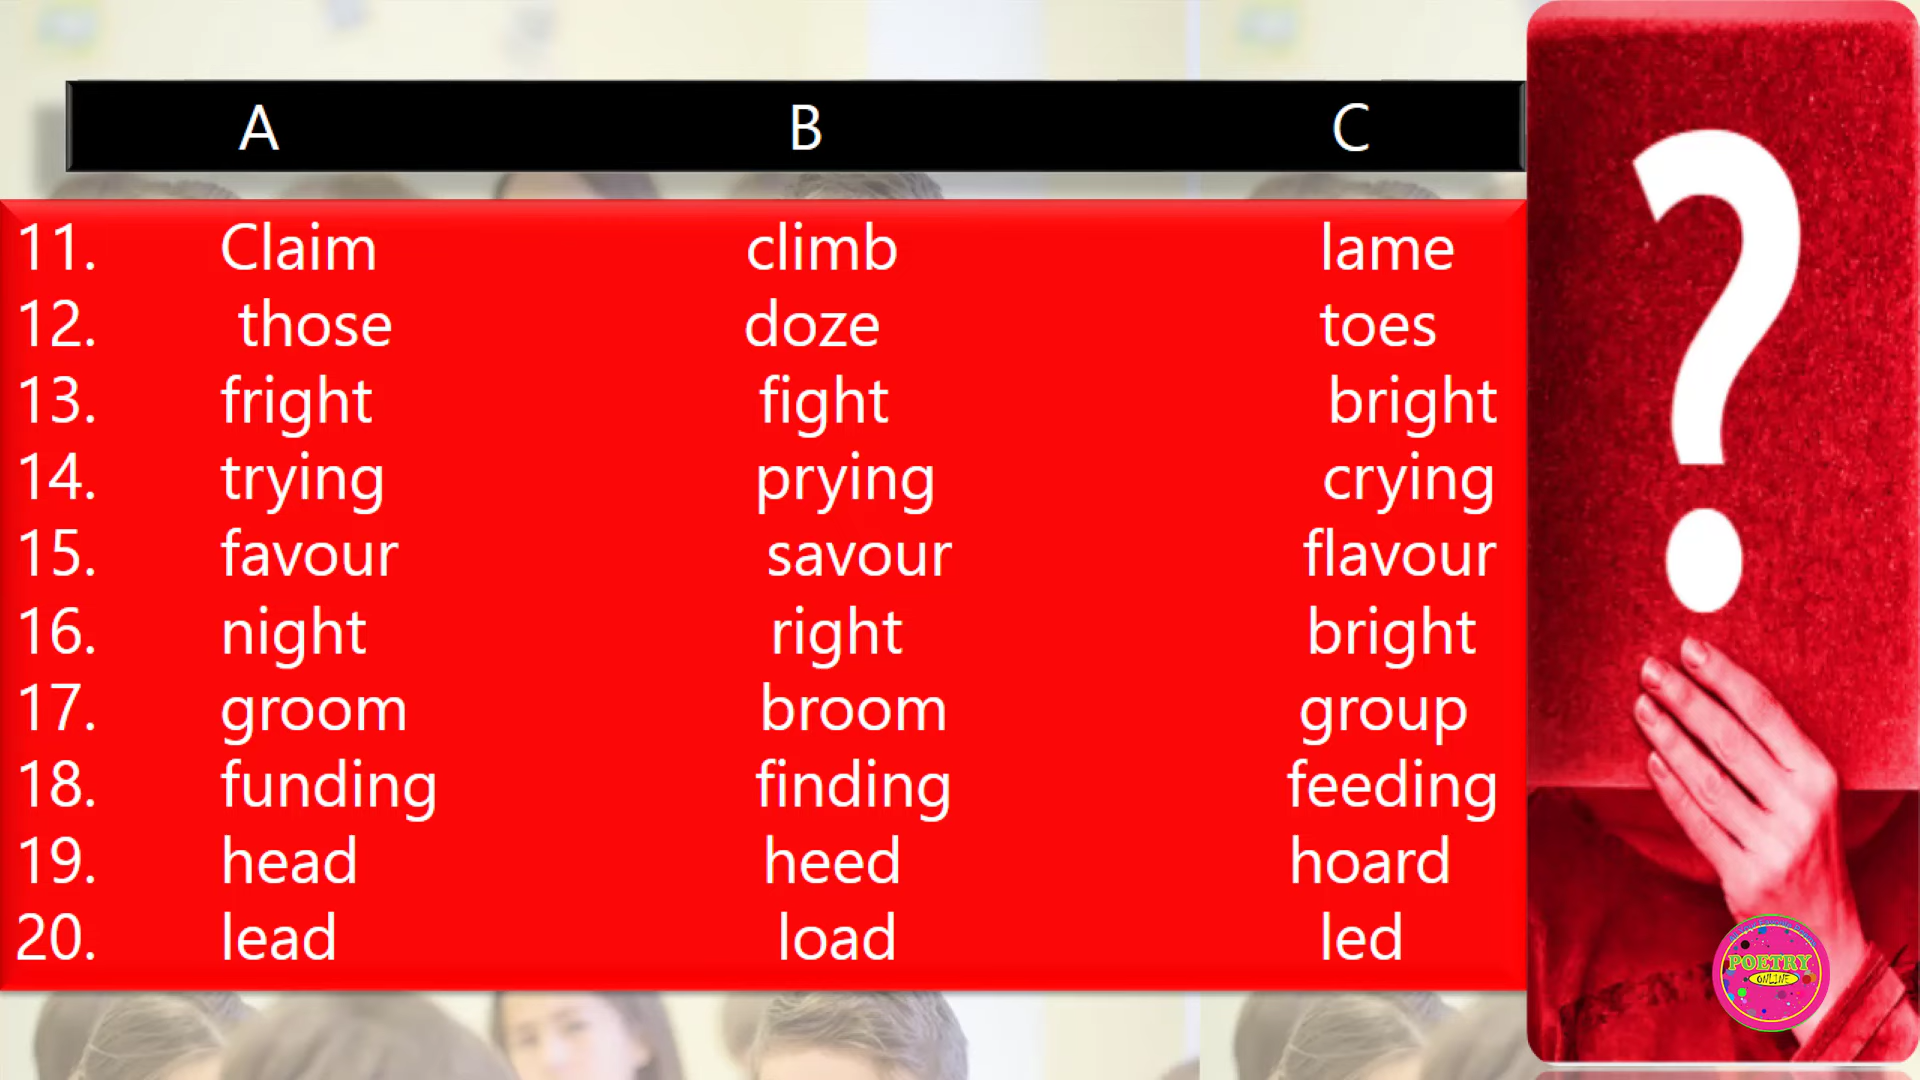 A B C
11. Claim climb lame
12. those doze toes
13. fright fight bright
14. trying prying crying
15. favour savour flavour
16. night right bright
17. groom broom group
18. funding finding feeding
19. head heed hoard
20. lead load led
?
POETRY
ONLINE